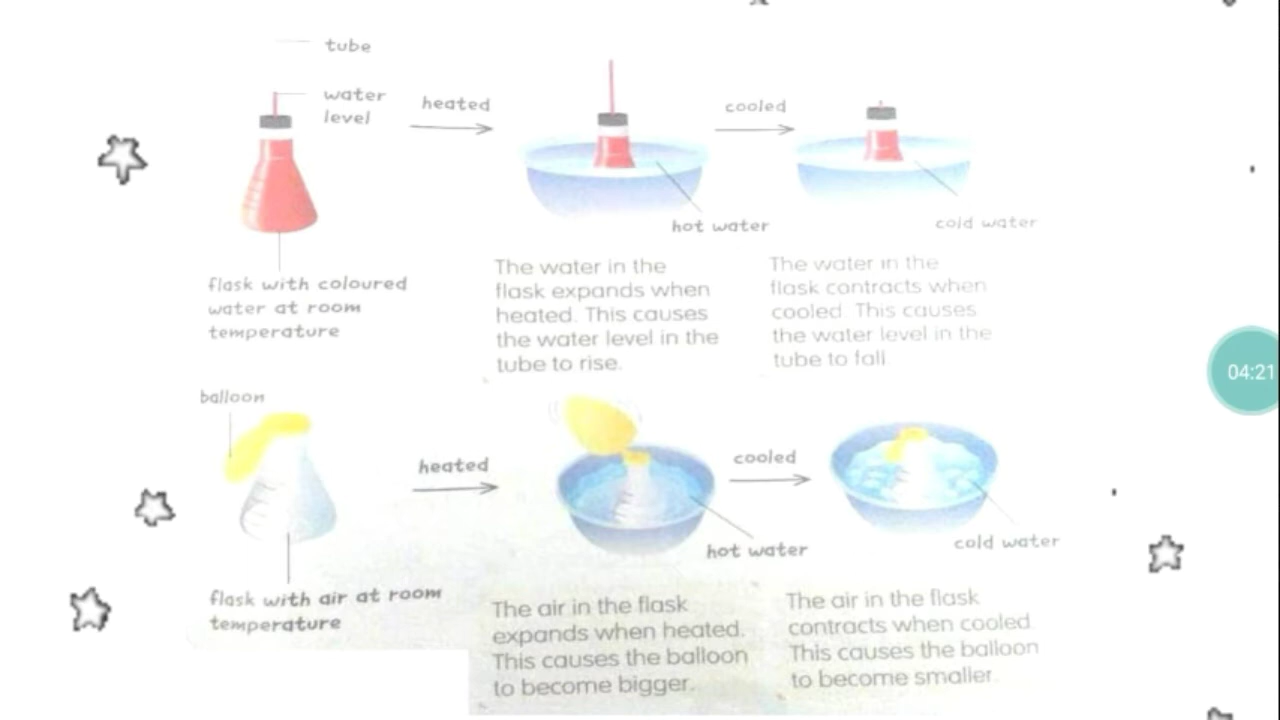 tube
water
level
heated
cooled
hot water
cold water
flask with coloured
water at room
temperature
The water in the
flask expands when
heated. This causes
the water level in the
tube to rise.
The water in the
flask contracts when
cooled. This causes
the water level in the
tube to fall.
balloon
heated
cooled
hot water
cold water
flask with air at room
temperature
The air in the flask
expands when heated.
This causes the balloon
to become bigger.
The air in the flask
contracts when cooled
This causes the balloon
to become smaller.
04:21